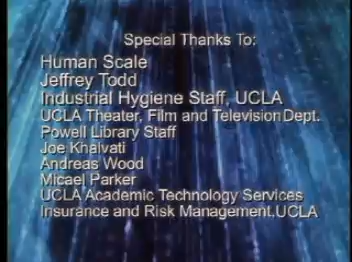 Special Thanks To:
Human Scale
Jeffrey Todd
Industrial Hygiene Staff, UCLA
UCLA Theater, Film and Television Dept.
Powell Library Staff
Joe Khalvati
Andreas Wood
Micael Parker
UCLA Academic Technology Services
Insurance and Risk Management,UCLA